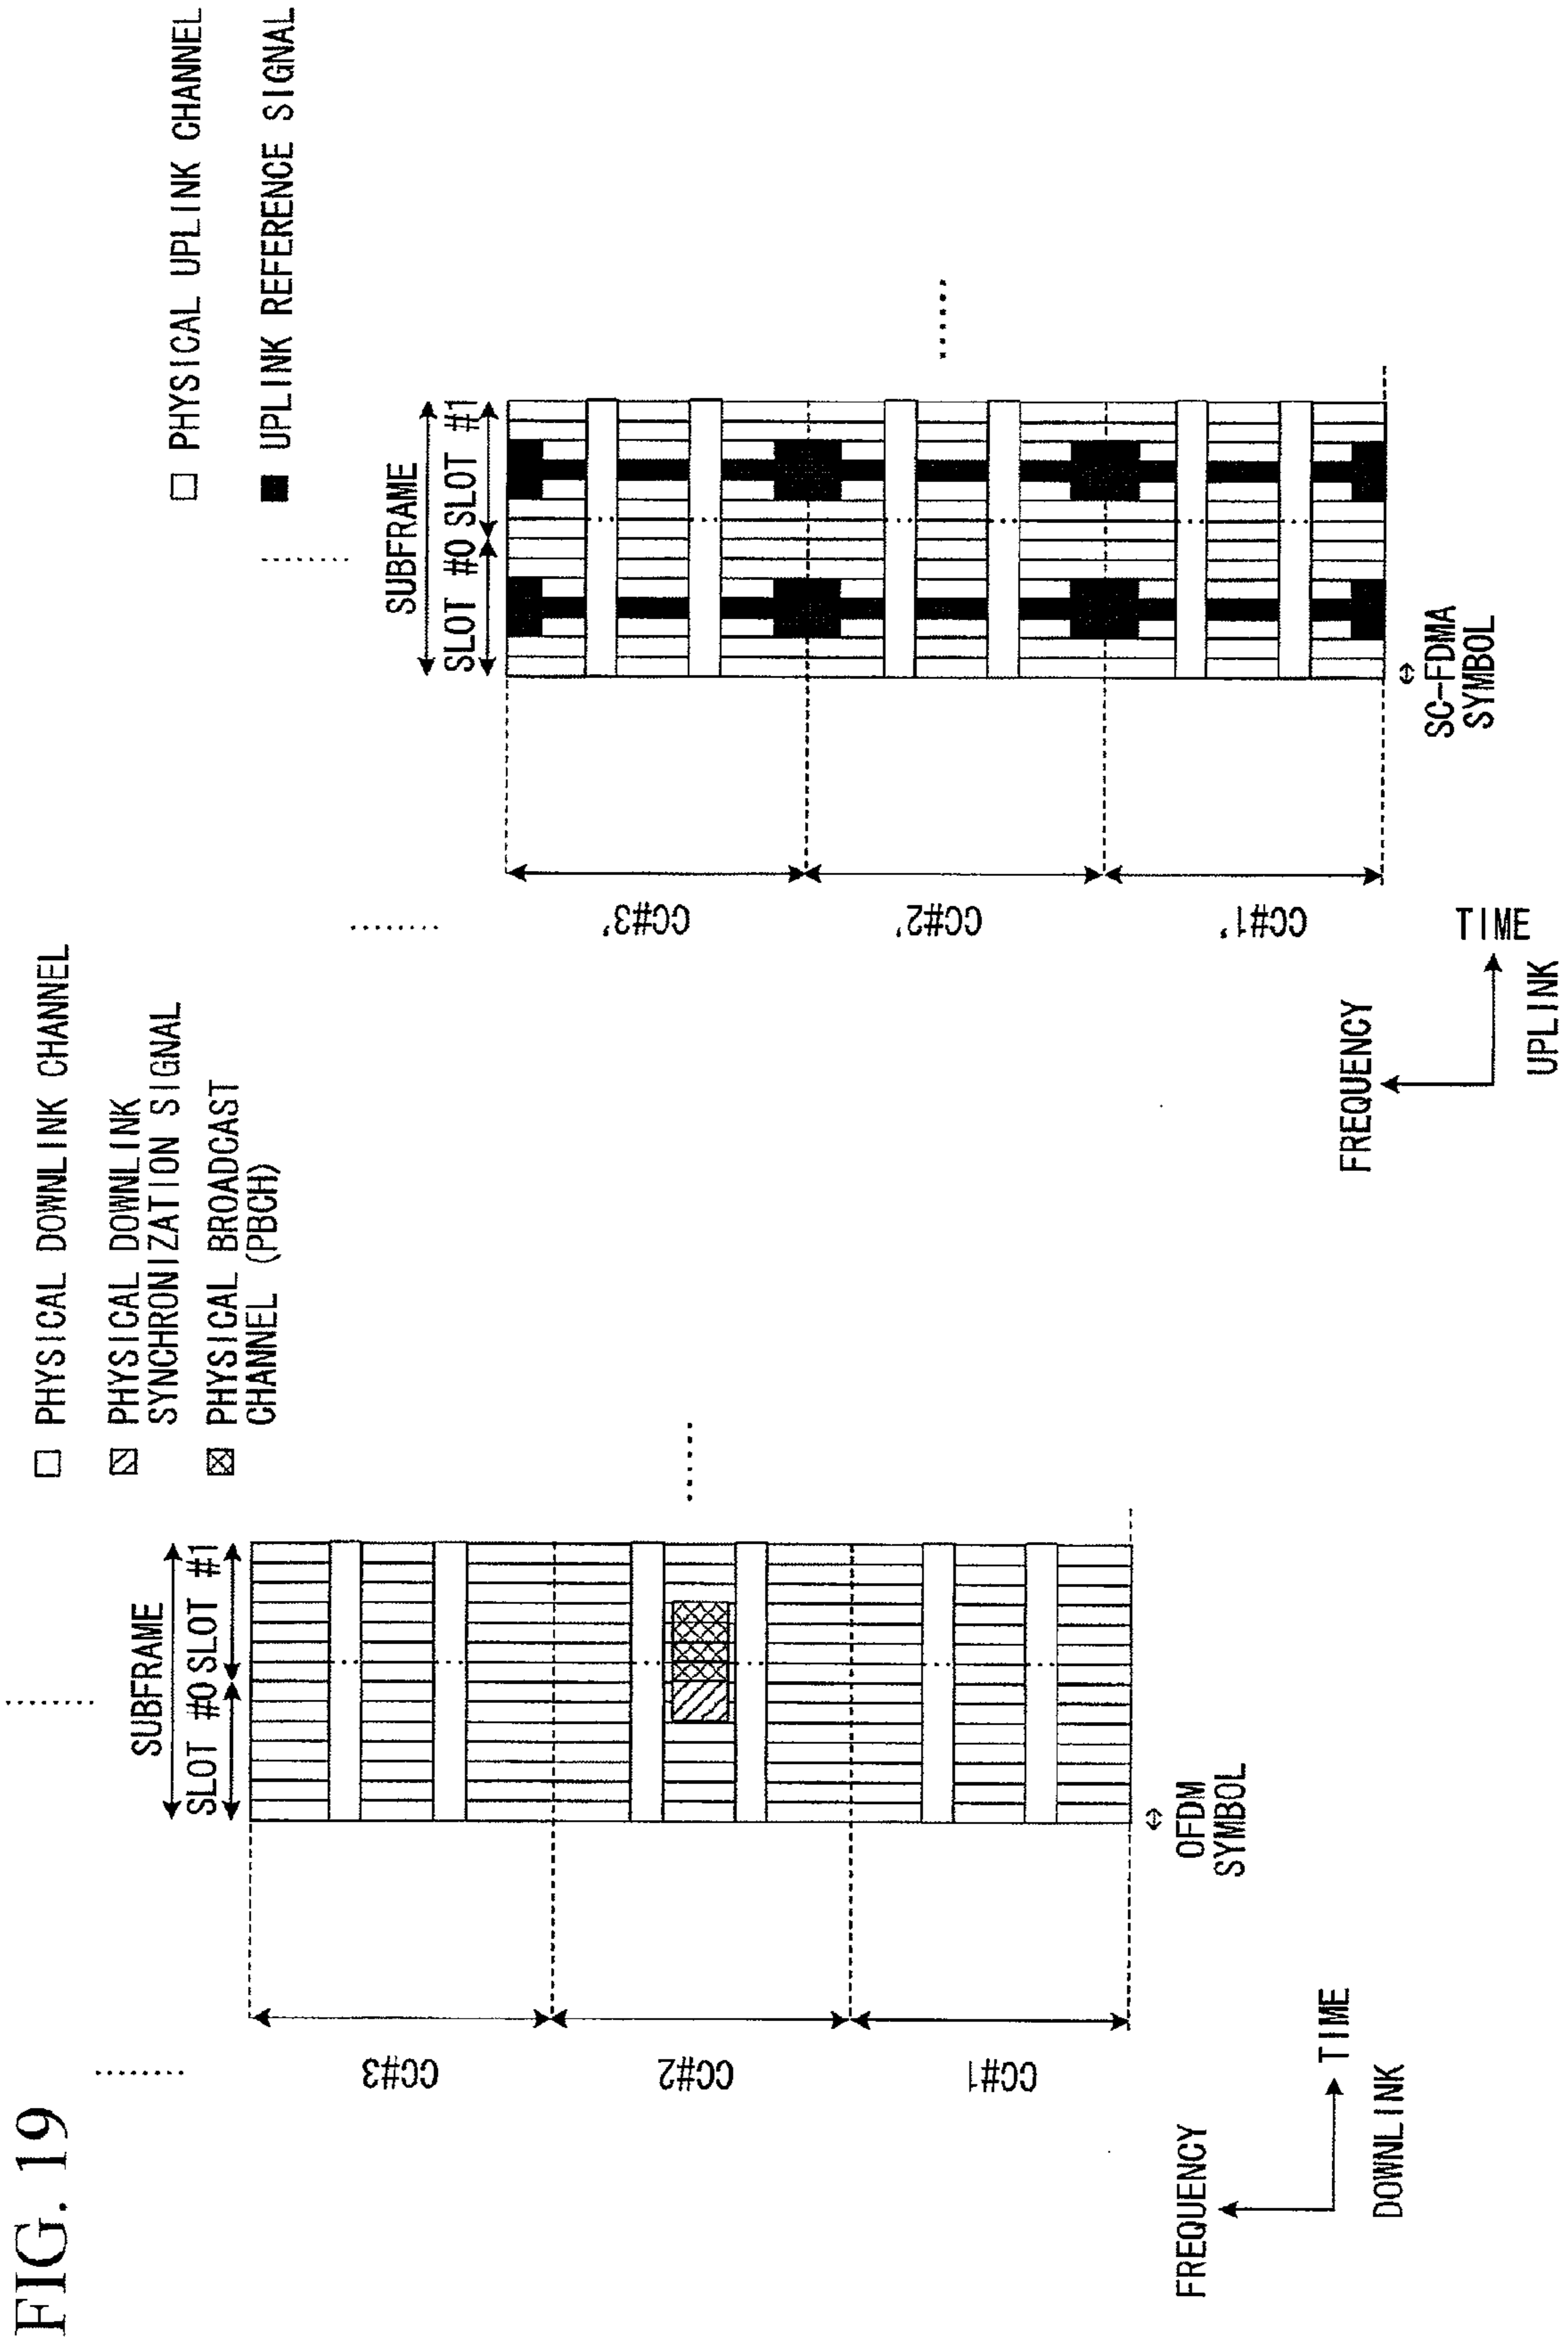 FIG. 19
PHYSICAL DOWNLINK CHANNEL
PHYSICAL DOWNLINK
SYNCHRONIZATION SIGNAL
PHYSICAL BROADCAST
CHANNEL (PBCH)
SUBFRAME
SLOT #0
SLOT #1
CC#3
CC#2
CC#1
OFDM
SYMBOL
FREQUENCY
TIME
DOWNLINK
PHYSICAL UPLINK CHANNEL
UPLINK REFERENCE SIGNAL
SUBFRAME
SLOT #0
SLOT #1
CC#3'
CC#2'
CC#1'
SC-FDMA
SYMBOL
FREQUENCY
TIME
UPLINK